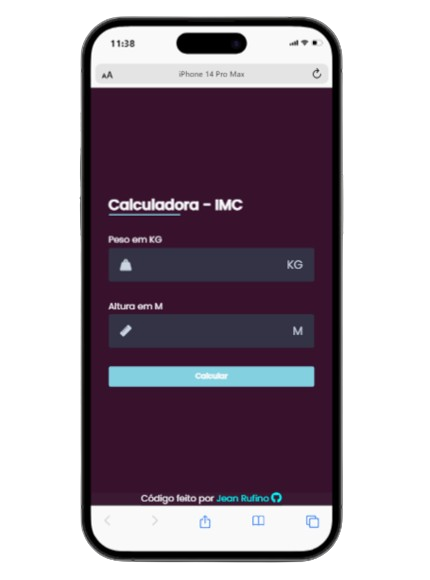 11:38
AA
iPhone 14 Pro Max
Calculadora - IMC
Peso em KG
KG
Altura em M
M
Calcular
Código feito por Jean Rufino